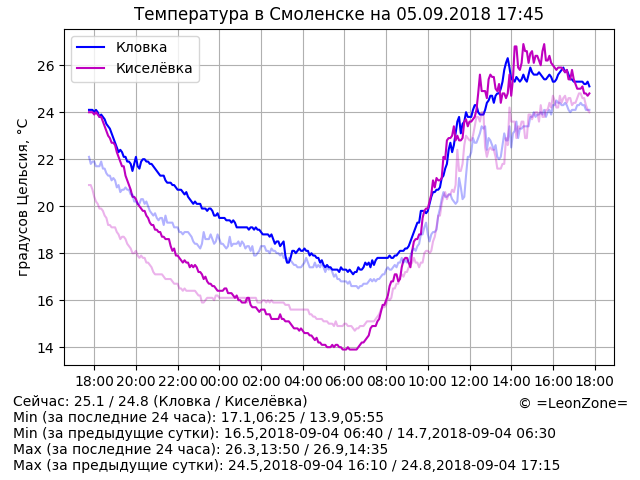 Температура в Смоленске на 05.09.2018 17:45
Кловка
Киселёвка
градусов Цельсия, °C
26
24
22
20
18
16
14
18:00 20:00 22:00 00:00 02:00 04:00 06:00 08:00 10:00 12:00 14:00 16:00 18:00
Сейчас: 25.1 / 24.8 (Кловка / Киселёвка)
© =LeonZone=
Min (за последние 24 часа): 17.1,06:25 / 13.9,05:55
Min (за предыдущие сутки): 16.5,2018-09-04 06:40 / 14.7,2018-09-04 06:30
Max (за последние 24 часа): 26.3,13:50 / 26.9,14:35
Max (за предыдущие сутки): 24.5,2018-09-04 16:10 / 24.8,2018-09-04 17:15